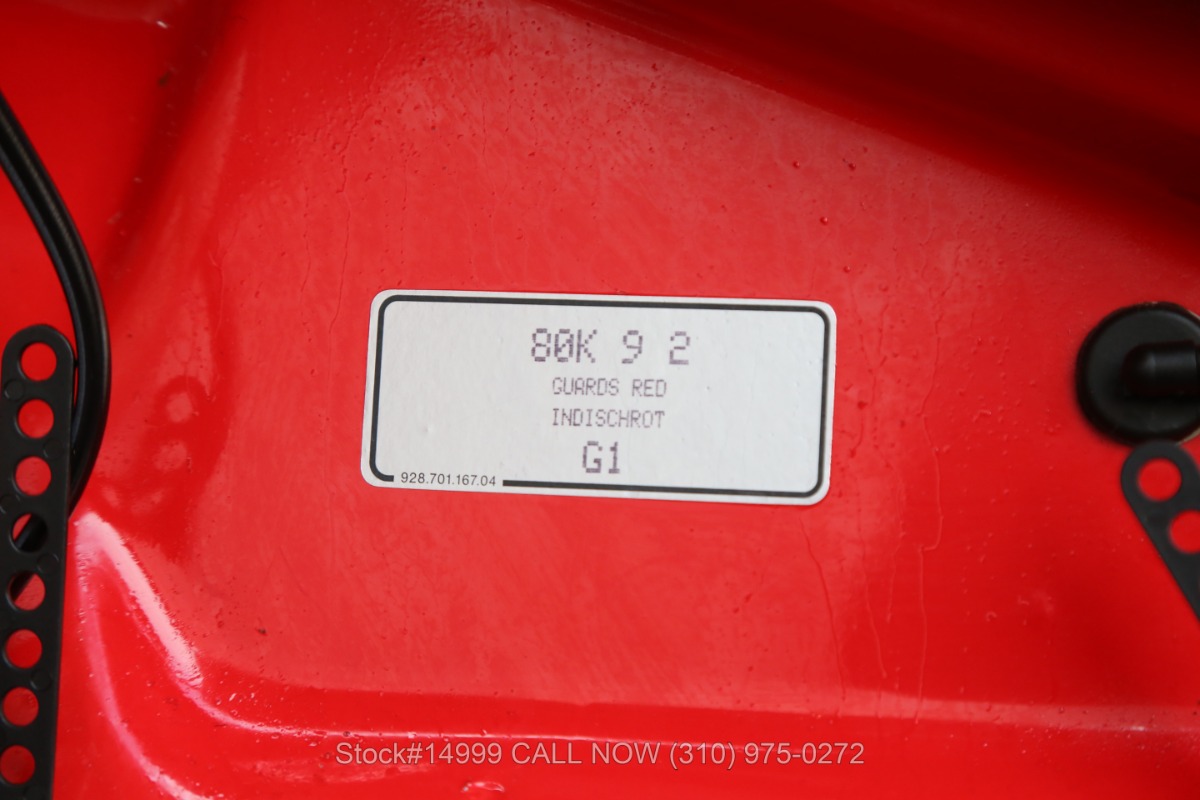 80K 9 2
GUARDS RED
INDISCHROT
G1
928.701.167.04
Stock#14999 CALL NOW (310) 975-0272